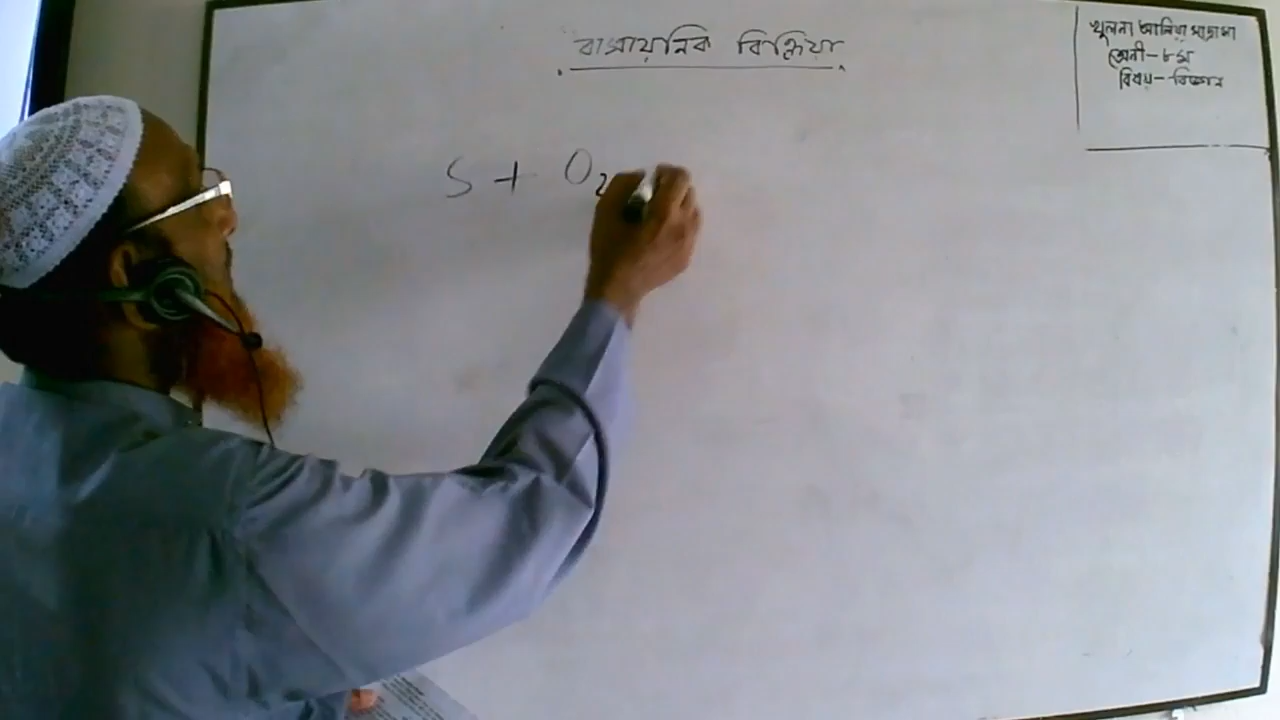 রাসায়নিক বিক্রিয়া
খুলনা আলিয়া মাদ্রাসা
শ্রেনী-৮ম
বিষয়-বিজ্ঞান
S + O₂